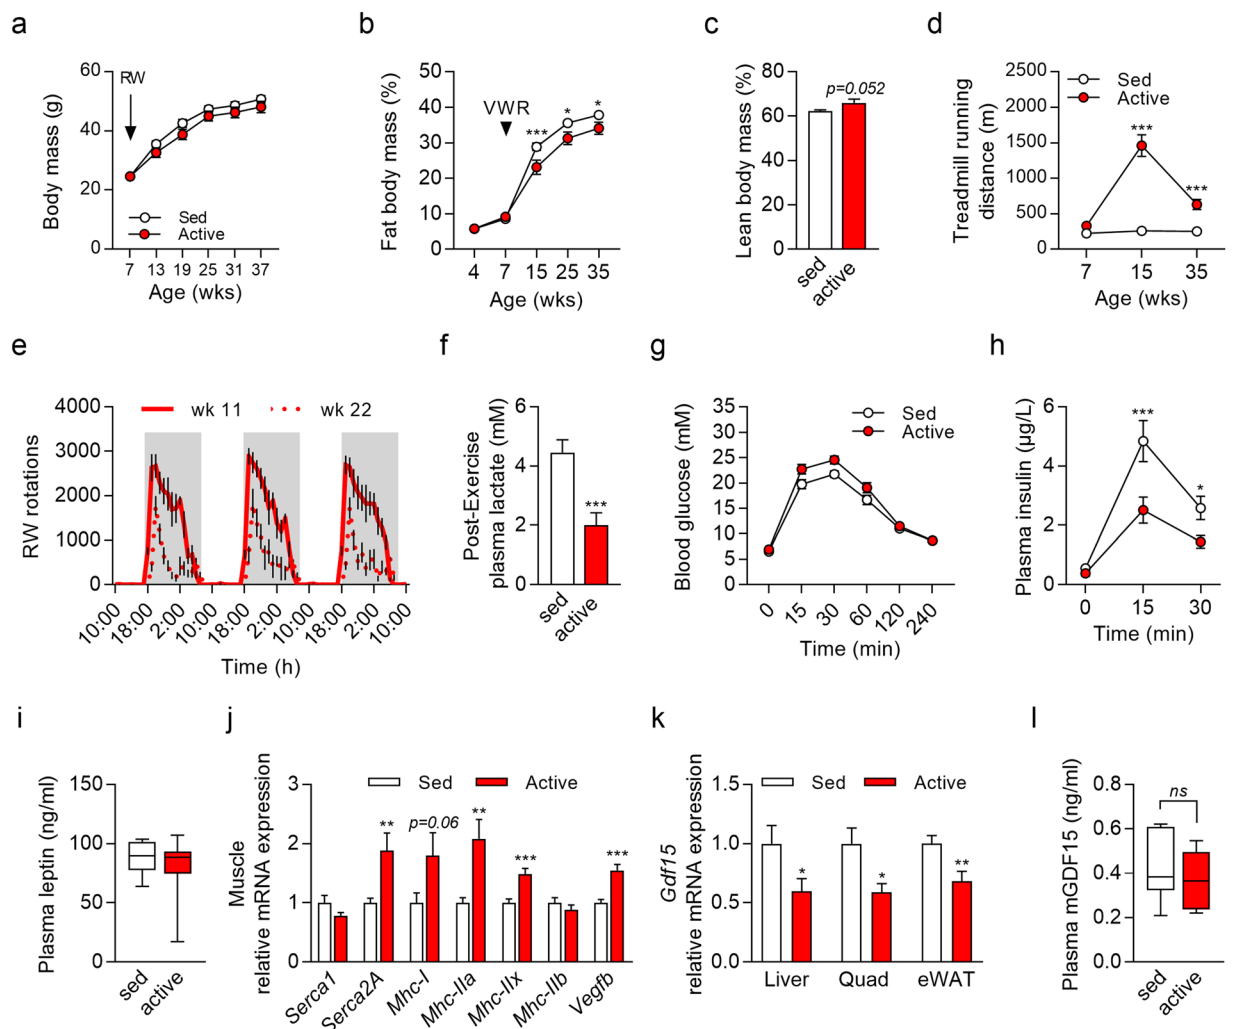 a
RW
Body mass (g)
60
40
20
0
Sed
Active
7 13 19 25 31 37
Age (wks)
b
VWR
Fat body mass (%)
50
40
30
20
10
0
***
*
*
4 7 15 25 35
Age (wks)
c
Lean body mass (%)
80
60
40
20
0
p=0.052
sed
active
d
Treadmill running
distance (m)
2500
2000
1500
1000
500
0
Sed
Active
***
***
7 15 35
Age (wks)
e
RW rotations
4000
3000
2000
1000
0
wk 11 wk 22
10:00 18:00 2:00 10:00 18:00 2:00 10:00 18:00 2:00 10:00
Time (h)
f
Post-Exercise
plasma lactate (mM)
6
4
2
0
***
sed
active
g
Blood glucose (mM)
35
30
25
20
15
10
5
0
Sed
Active
0 15 30 60 120 240
Time (min)
h
Plasma insulin (µg/L)
6
4
2
0
***
*
0 15 30
Time (min)
i
Plasma leptin (ng/ml)
150
100
50
0
sed
active
j
Muscle
relative mRNA expression
3
2
1
0
Sed Active
**
p=0.06
**
***
***
Serca1 Serca2A Mhc-I Mhc-IIa Mhc-IIx Mhc-IIb Vegfb
k
Gdf15
relative mRNA expression
1.5
1.0
0.5
0.0
Sed Active
*
*
**
Liver Quad eWAT
l
Plasma mGDF15 (ng/ml)
0.8
0.6
0.4
0.2
0.0
ns
sed
active